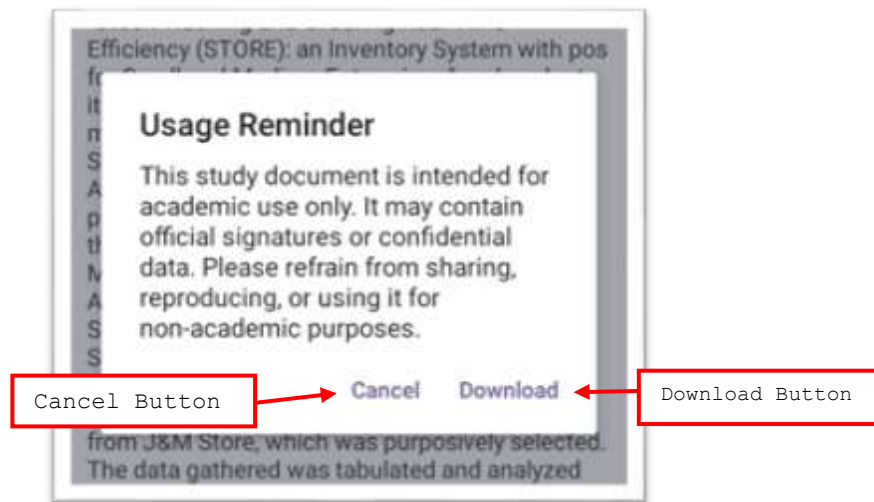 Efficiency (STORE): an Inventory System with pos
it
m
S
A
p
th
M
A
S
S
Usage Reminder
This study document is intended for
academic use only. It may contain
official signatures or confidential
data. Please refrain from sharing,
reproducing, or using it for
non-academic purposes.
Cancel Download
Cancel Button
Download Button
from J&M Store, which was purposively selected.
The data gathered was tabulated and analyzed